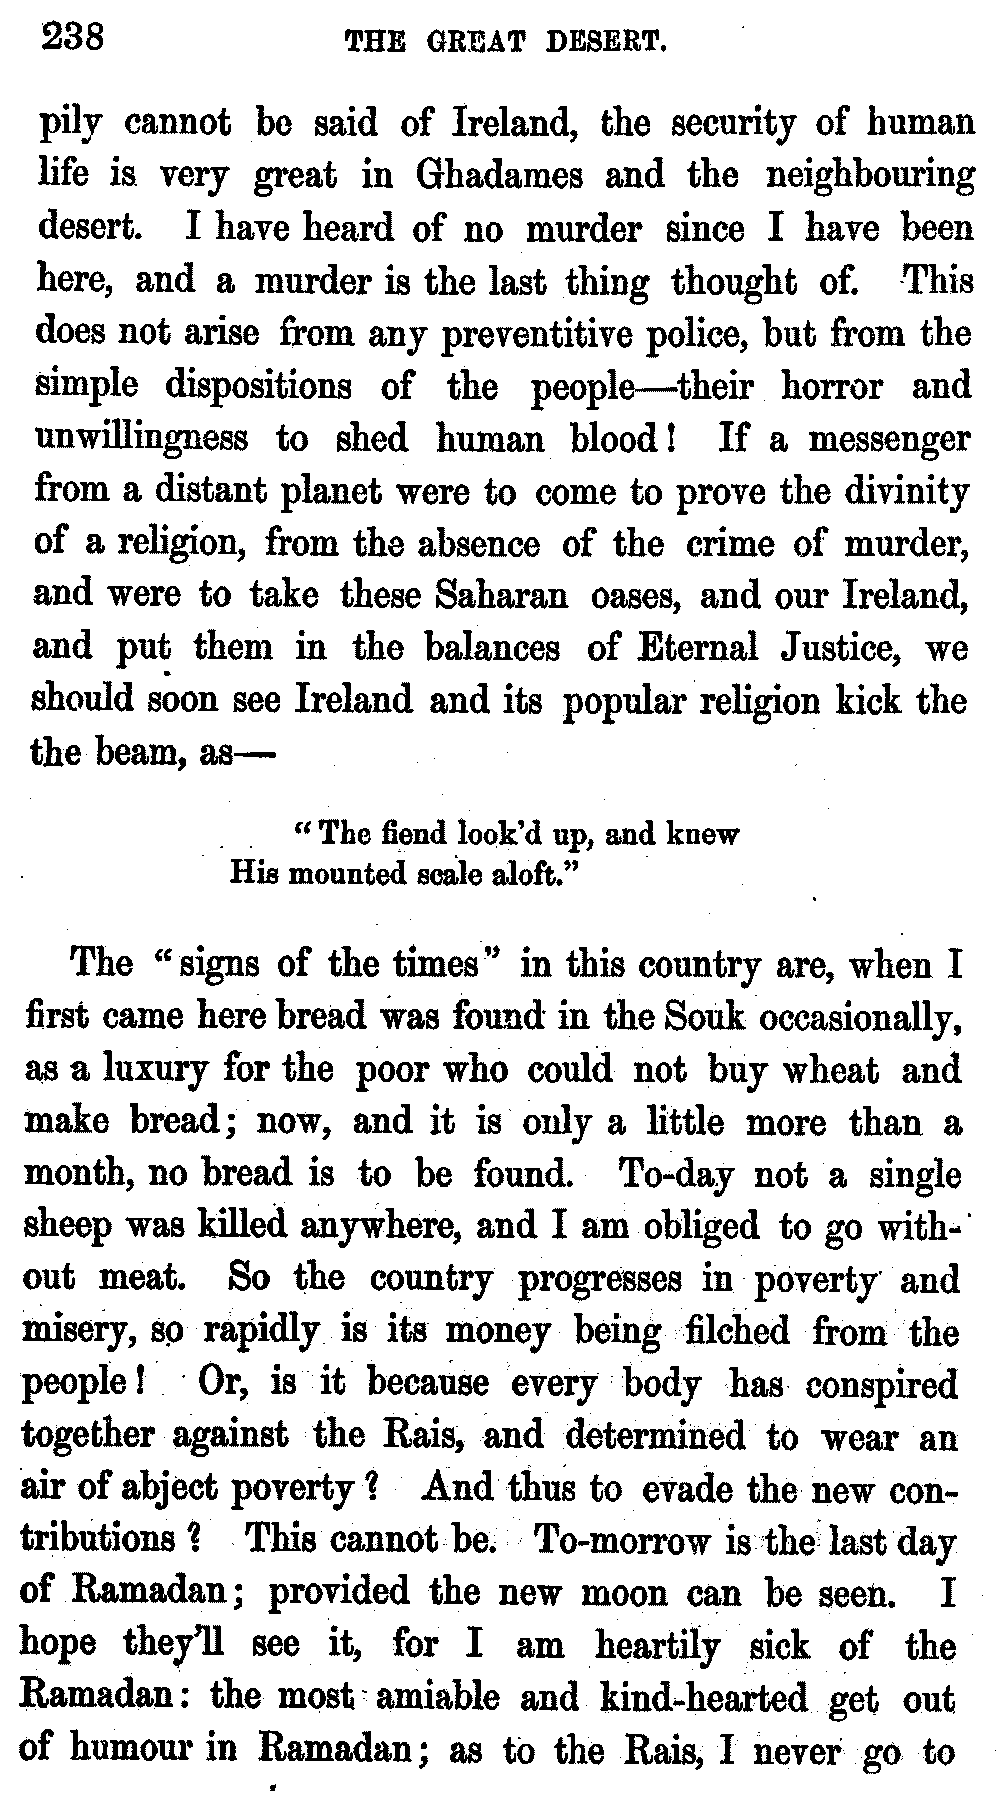 238 THE GREAT DESERT.
pily cannot be said of Ireland, the security of human
life is very great in Ghadames and the neighbouring
desert. I have heard of no murder since I have been
here, and a murder is the last thing thought of. This
does not arise from any preventitive police, but from the
simple dispositions of the people—their horror and
unwillingness to shed human blood! If a messenger
from a distant planet were to come to prove the divinity
of a religion, from the absence of the crime of murder,
and were to take these Saharan oases, and our Ireland,
and put them in the balances of Eternal Justice, we
should soon see Ireland and its popular religion kick the
the beam, as—
“The fiend look’d up, and knew
His mounted scale aloft.”
The “signs of the times” in this country are, when I
first came here bread was found in the Souk occasionally,
as a luxury for the poor who could not buy wheat and
make bread; now, and it is only a little more than a
month, no bread is to be found. To-day not a single
sheep was killed anywhere, and I am obliged to go with-
out meat. So the country progresses in poverty and
misery, so rapidly is its money being filched from the
people! Or, is it because every body has conspired
together against the Rais, and determined to wear an
air of abject poverty? And thus to evade the new con-
tributions? This cannot be. To-morrow is the last day
of Ramadan; provided the new moon can be seen. I
hope they’ll see it, for I am heartily sick of the
Ramadan: the most amiable and kind-hearted get out
of humour in Ramadan; as to the Rais, I never go to